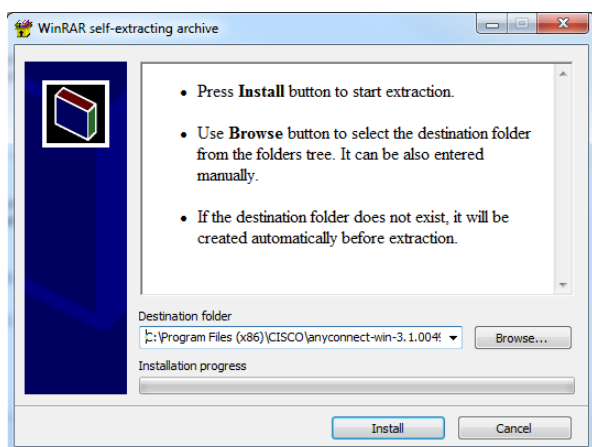 WinRAR self-extracting archive
• Press Install button to start extraction.
• Use Browse button to select the destination folder
from the folders tree. It can be also entered
manually.
• If the destination folder does not exist, it will be
created automatically before extraction.
Destination folder
C:\Program Files (x86)\CISCO\anyconnect-win-3.1.004
Browse...
Installation progress
Install
Cancel